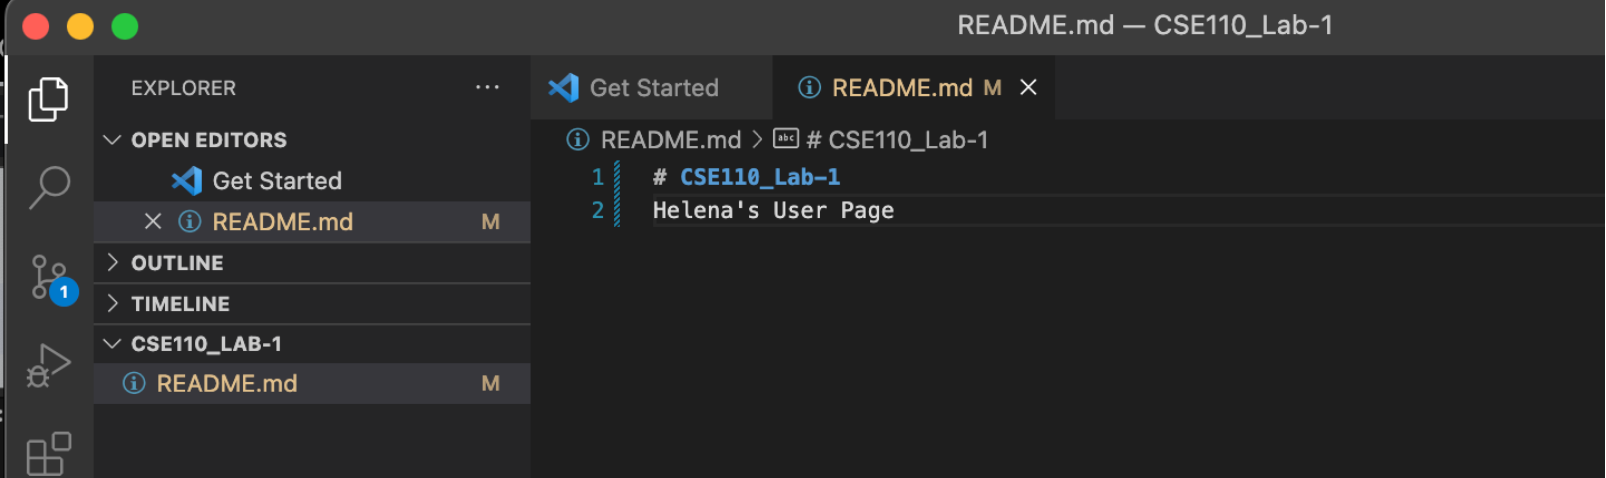 README.md — CSE110_Lab-1
EXPLORER ...
OPEN EDITORS
Get Started
README.md M
OUTLINE
TIMELINE
CSE110_LAB-1
README.md M
1
Get Started
README.md M
README.md > abc # CSE110_Lab-1
1 # CSE110_Lab-1
2 Helena's User Page